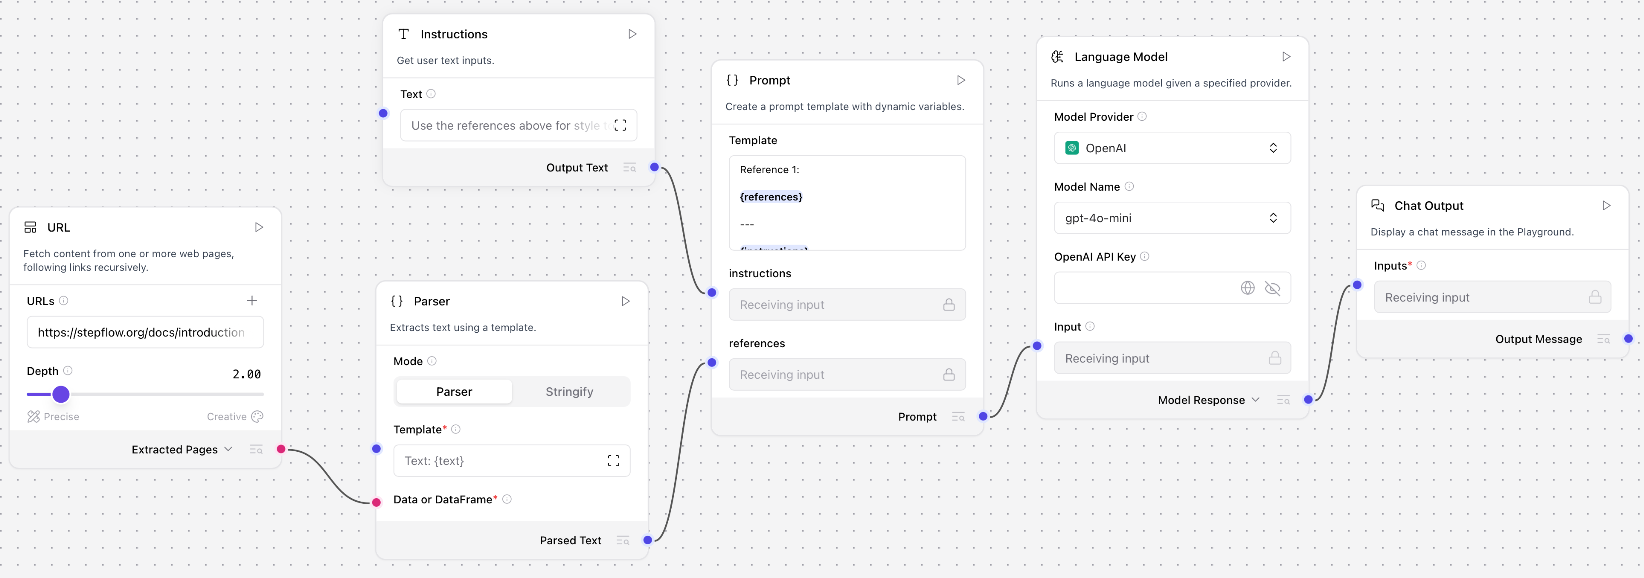 Instructions
Get user text inputs.
Text
Use the references above for style
Output Text
URL
Fetch content from one or more web pages,
following links recursively.
URLs
https://stepflow.org/docs/introduction
Depth
2.00
Precise
Creative
Extracted Pages
Parser
Extracts text using a template.
Mode
Parser
Stringify
Template*
Text: {text}
Data or DataFrame*
Parsed Text
Prompt
Create a prompt template with dynamic variables.
Template
Reference 1:
{references}
---
{instructions}
instructions
Receiving input
references
Receiving input
Prompt
Language Model
Runs a language model given a specified provider.
Model Provider
OpenAI
Model Name
gpt-4o-mini
OpenAI API Key
Input
Receiving input
Model Response
Chat Output
Display a chat message in the Playground.
Inputs*
Receiving input
Output Message